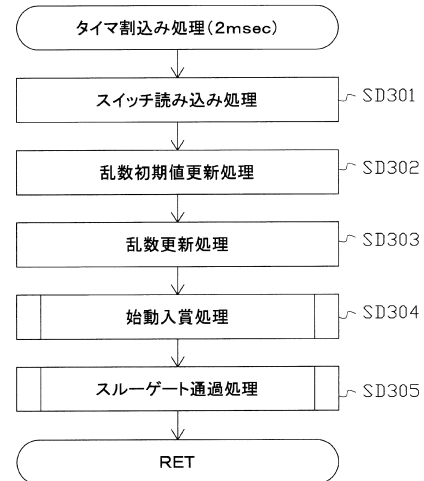 タイマ割込み処理(2msec)
スイッチ読み込み処理
SD301
乱数初期値更新処理
SD302
乱数更新処理
SD303
始動入賞処理
SD304
スルーゲート通過処理
SD305
RET